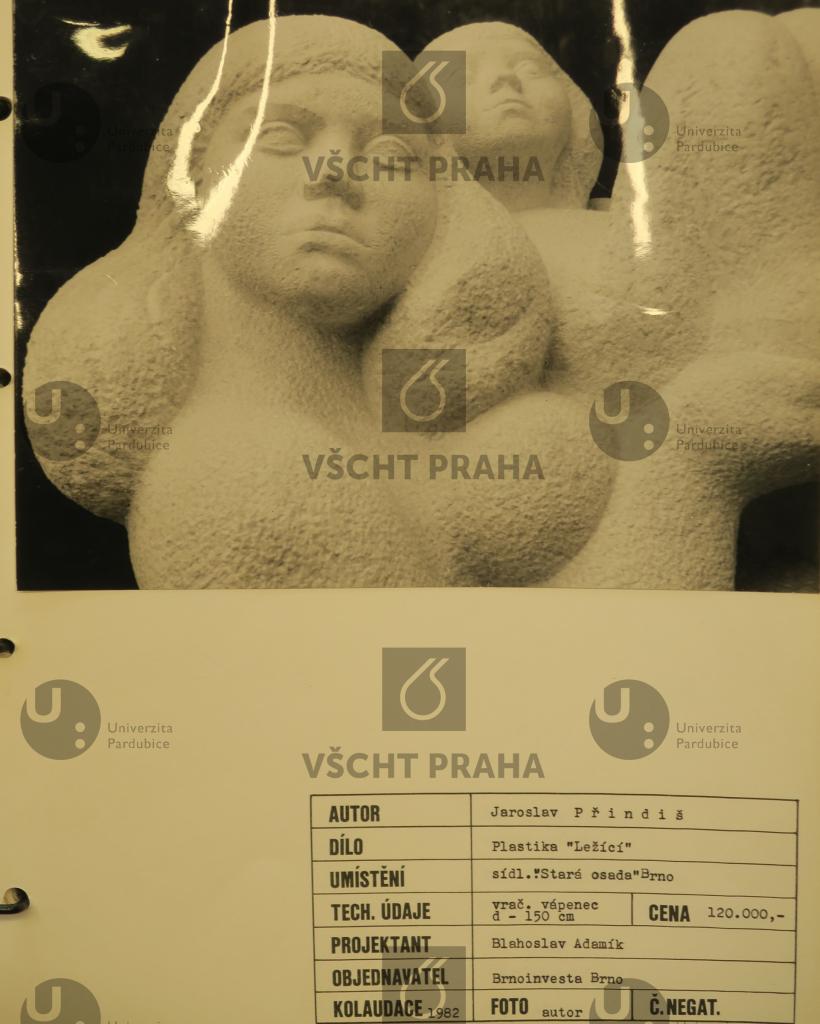 Univerzita
Pardubice
VŠCHT PRAHA
Univerzita
Pardubice
Univerzita
Pardubice
VŠCHT PRAHA
Univerzita
Pardubice
Univerzita
Pardubice
VŠCHT PRAHA
Univerzita
Pardubice
AUTOR Jaroslav P ř i n d i š
DÍLO Plastika "Ležící"
UMÍSTĚNÍ sídl."Stará osada"Brno
TECH. ÚDAJE vrač. vápenec
d - 150 cm CENA 120.000,-
PROJEKTANT Blahoslav Adamík
OBJEDNAVATEL Brnoinvesta Brno
KOLAUDACE 1982 FOTO autor Č.NEGAT.